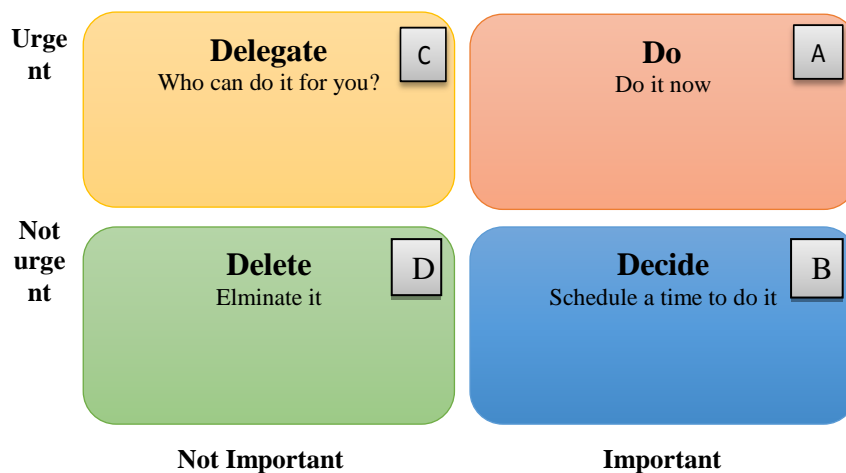 Urge
nt
Delegate
C
Who can do it for you?
Do
A
Do it now
Not
urge
nt
Delete
D
Elminate it
Decide
B
Schedule a time to do it
Not Important
Important